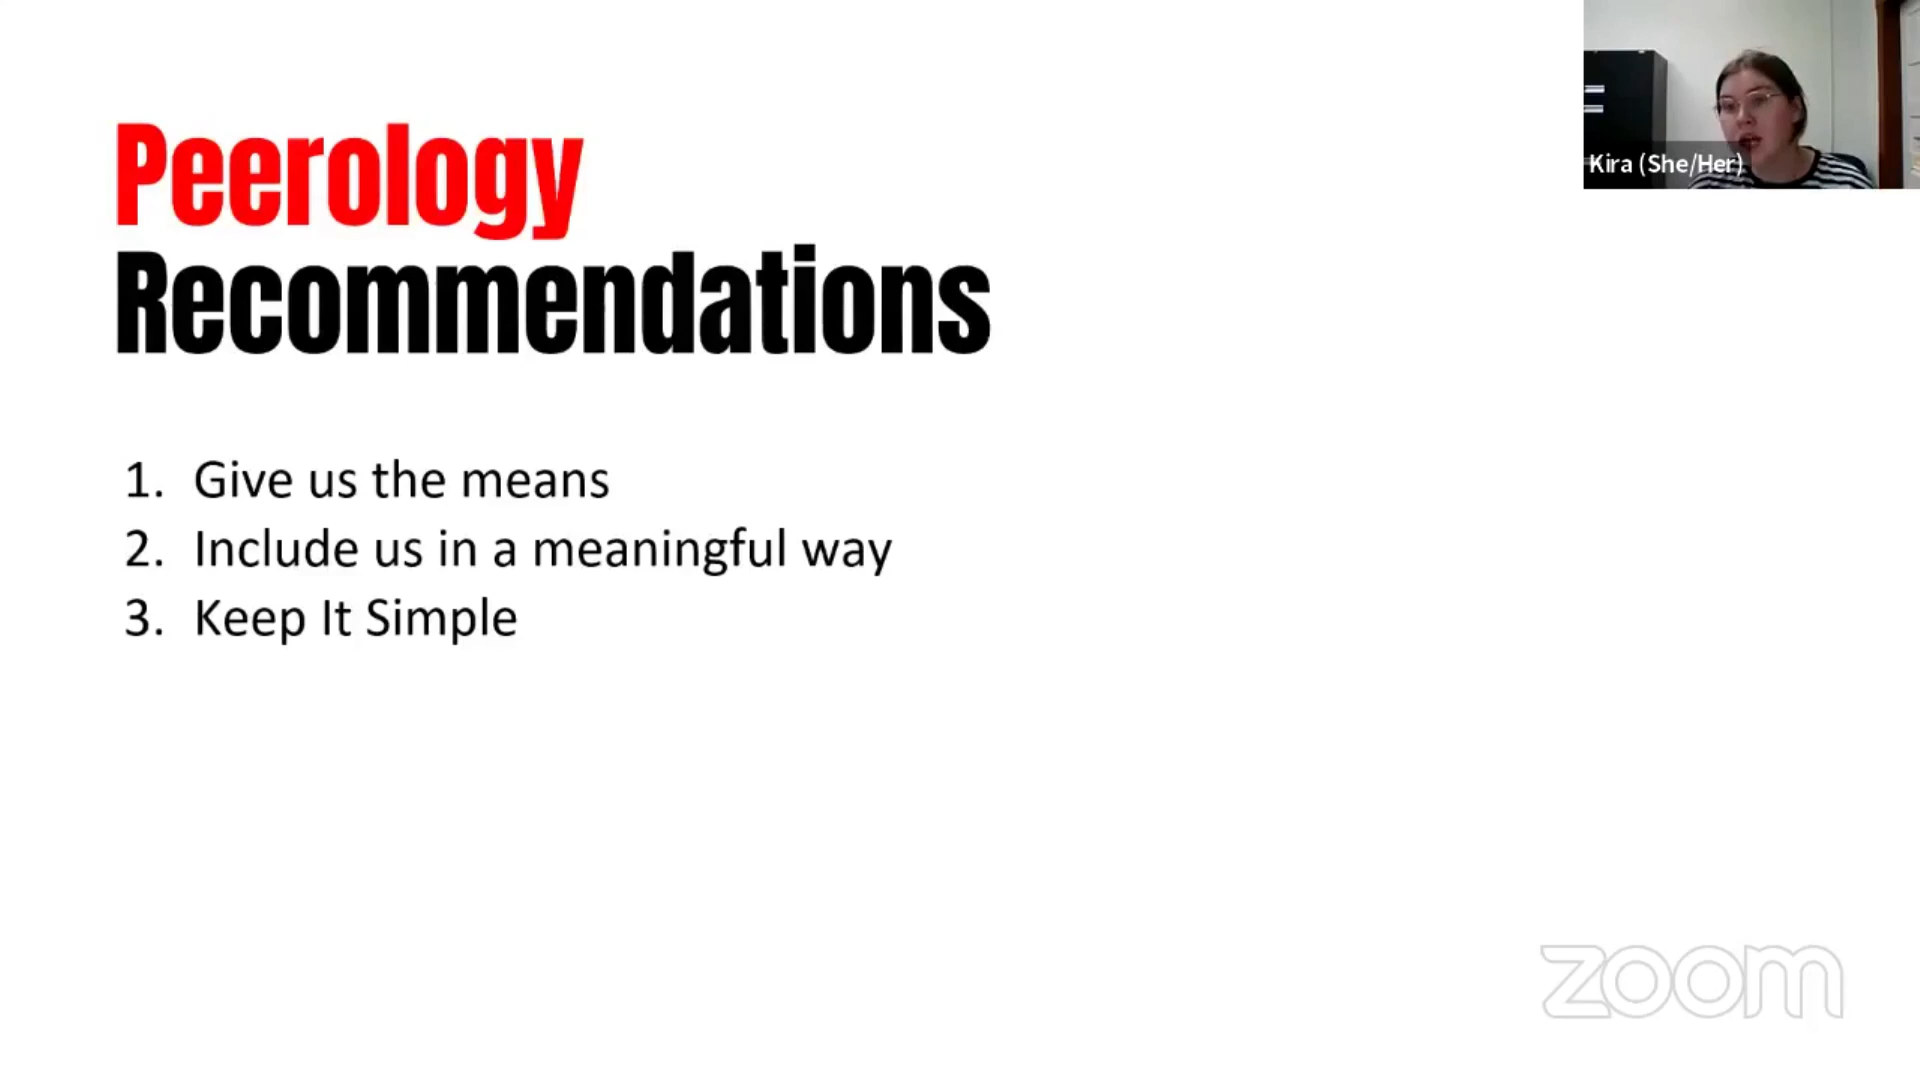 Peerology
Recommendations
1. Give us the means
2. Include us in a meaningful way
3. Keep It Simple
Kira (She/Her)
zoom